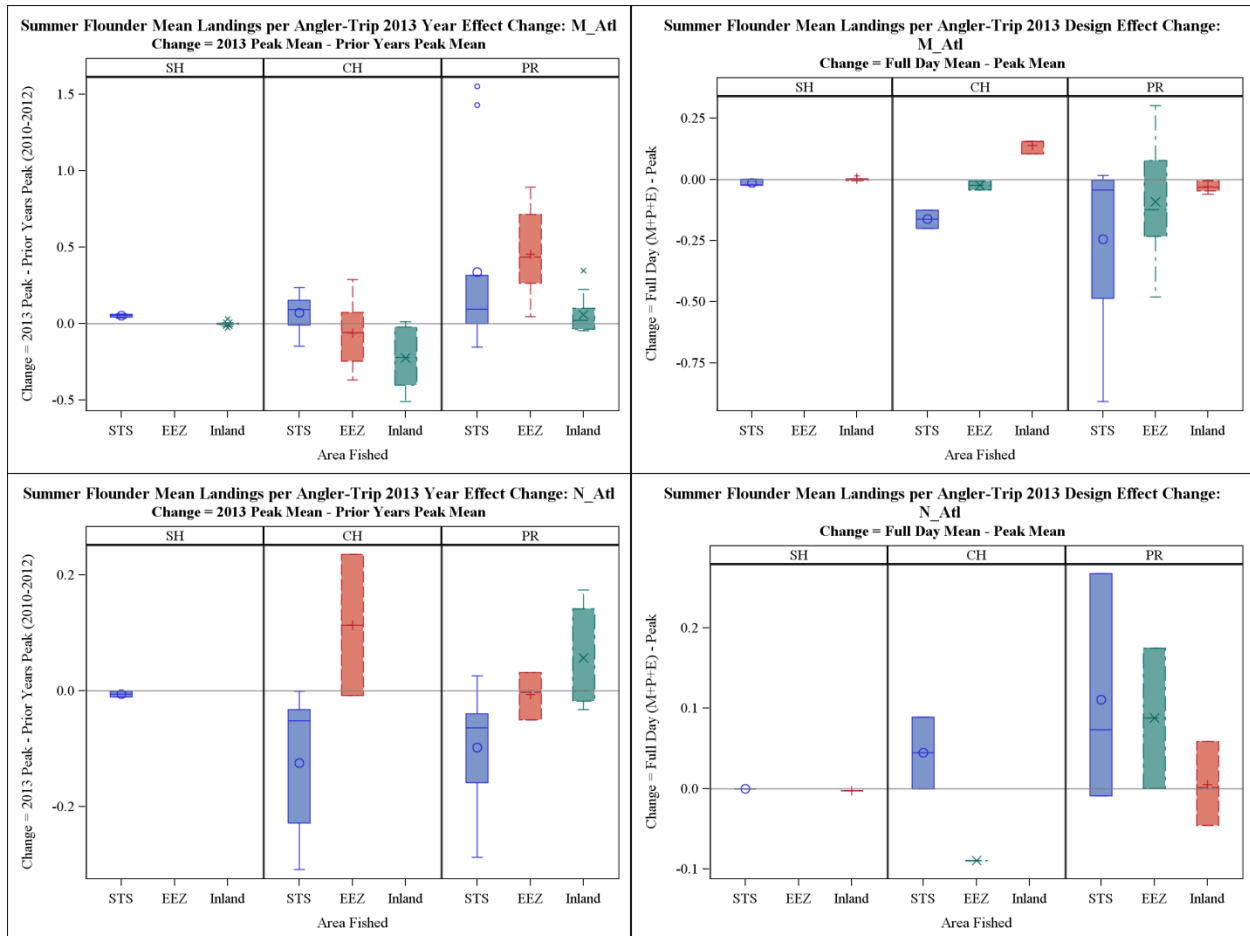 Summer Flounder Mean Landings per Angler-Trip 2013 Year Effect Change: M_Atl
Change = 2013 Peak Mean - Prior Years Peak Mean
SH CH PR
Change = 2013 Peak - Prior Years Peak (2010-2012)
1.5
1.0
0.5
0.0
-0.5
STS EEZ Inland STS EEZ Inland STS EEZ Inland
Area Fished
Summer Flounder Mean Landings per Angler-Trip 2013 Design Effect Change:
M_Atl
Change = Full Day Mean - Peak Mean
SH CH PR
Change = Full Day (M+P+E) - Peak
0.25
0.00
-0.25
-0.50
-0.75
STS EEZ Inland STS EEZ Inland STS EEZ Inland
Area Fished
Summer Flounder Mean Landings per Angler-Trip 2013 Year Effect Change: N_Atl
Change = 2013 Peak Mean - Prior Years Peak Mean
SH CH PR
Change = 2013 Peak - Prior Years Peak (2010-2012)
0.2
0.0
-0.2
STS EEZ Inland STS EEZ Inland STS EEZ Inland
Area Fished
Summer Flounder Mean Landings per Angler-Trip 2013 Design Effect Change:
N_Atl
Change = Full Day Mean - Peak Mean
SH CH PR
Change = Full Day (M+P+E) - Peak
0.2
0.1
0.0
-0.1
STS EEZ Inland STS EEZ Inland STS EEZ Inland
Area Fished